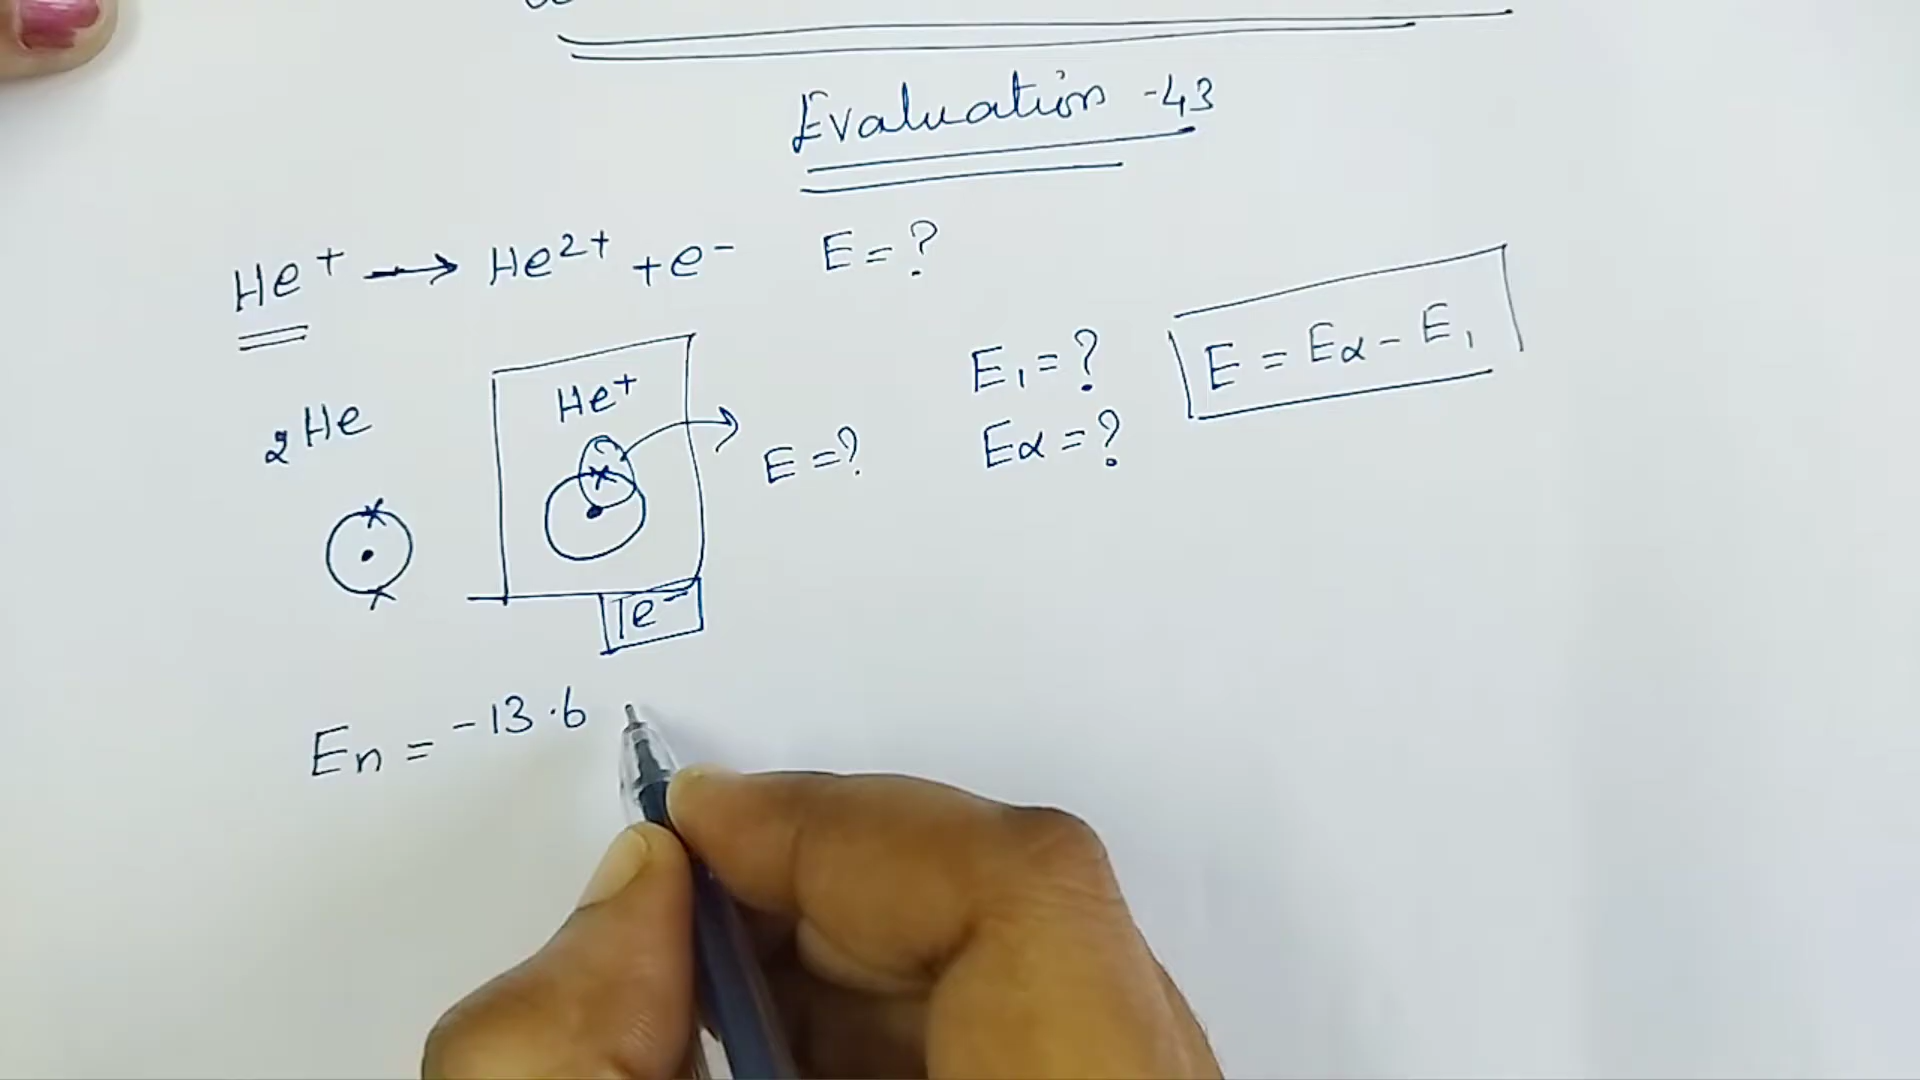 Evaluation -43
He⁺ → He²⁺ + e⁻ E = ?
E₁ = ? E = Eα - E₁
₂He He⁺ E = ? Eα = ?
1e⁻
En = -13.6